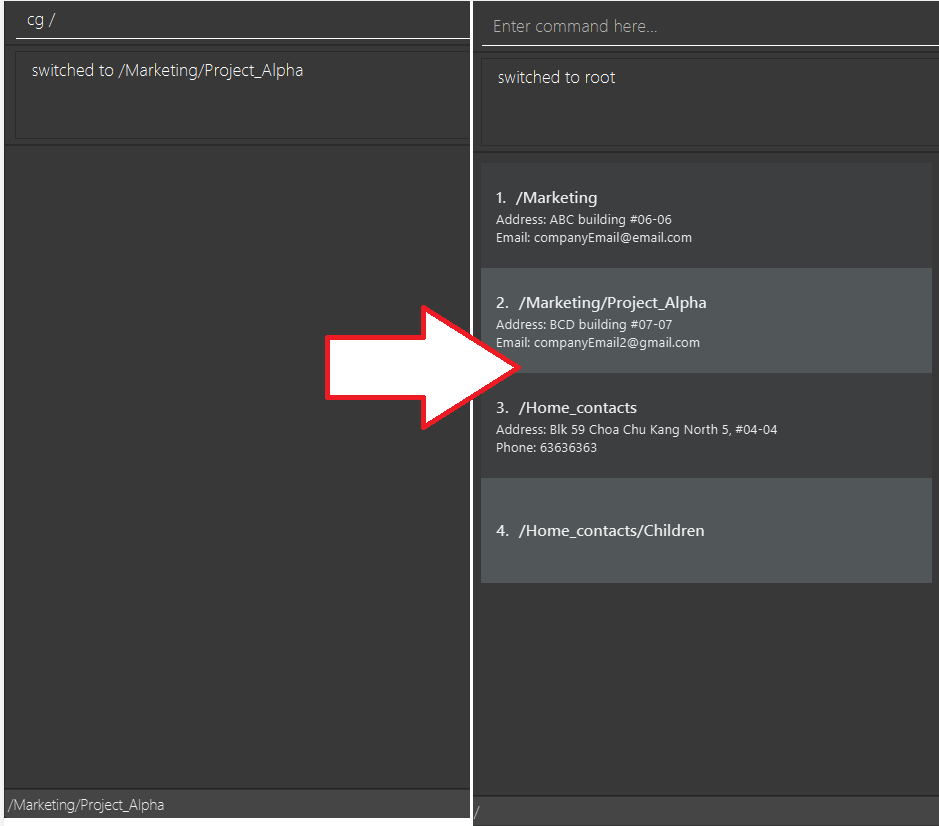 cg /
switched to /Marketing/Project_Alpha
/Marketing/Project_Alpha
Enter command here...
switched to root
1. /Marketing
Address: ABC building #06-06
Email: companyEmail@email.com
2. /Marketing/Project_Alpha
Address: BCD building #07-07
Email: companyEmail2@gmail.com
3. /Home_contacts
Address: Blk 59 Choa Chu Kang North 5, #04-04
Phone: 63636363
4. /Home_contacts/Children
/